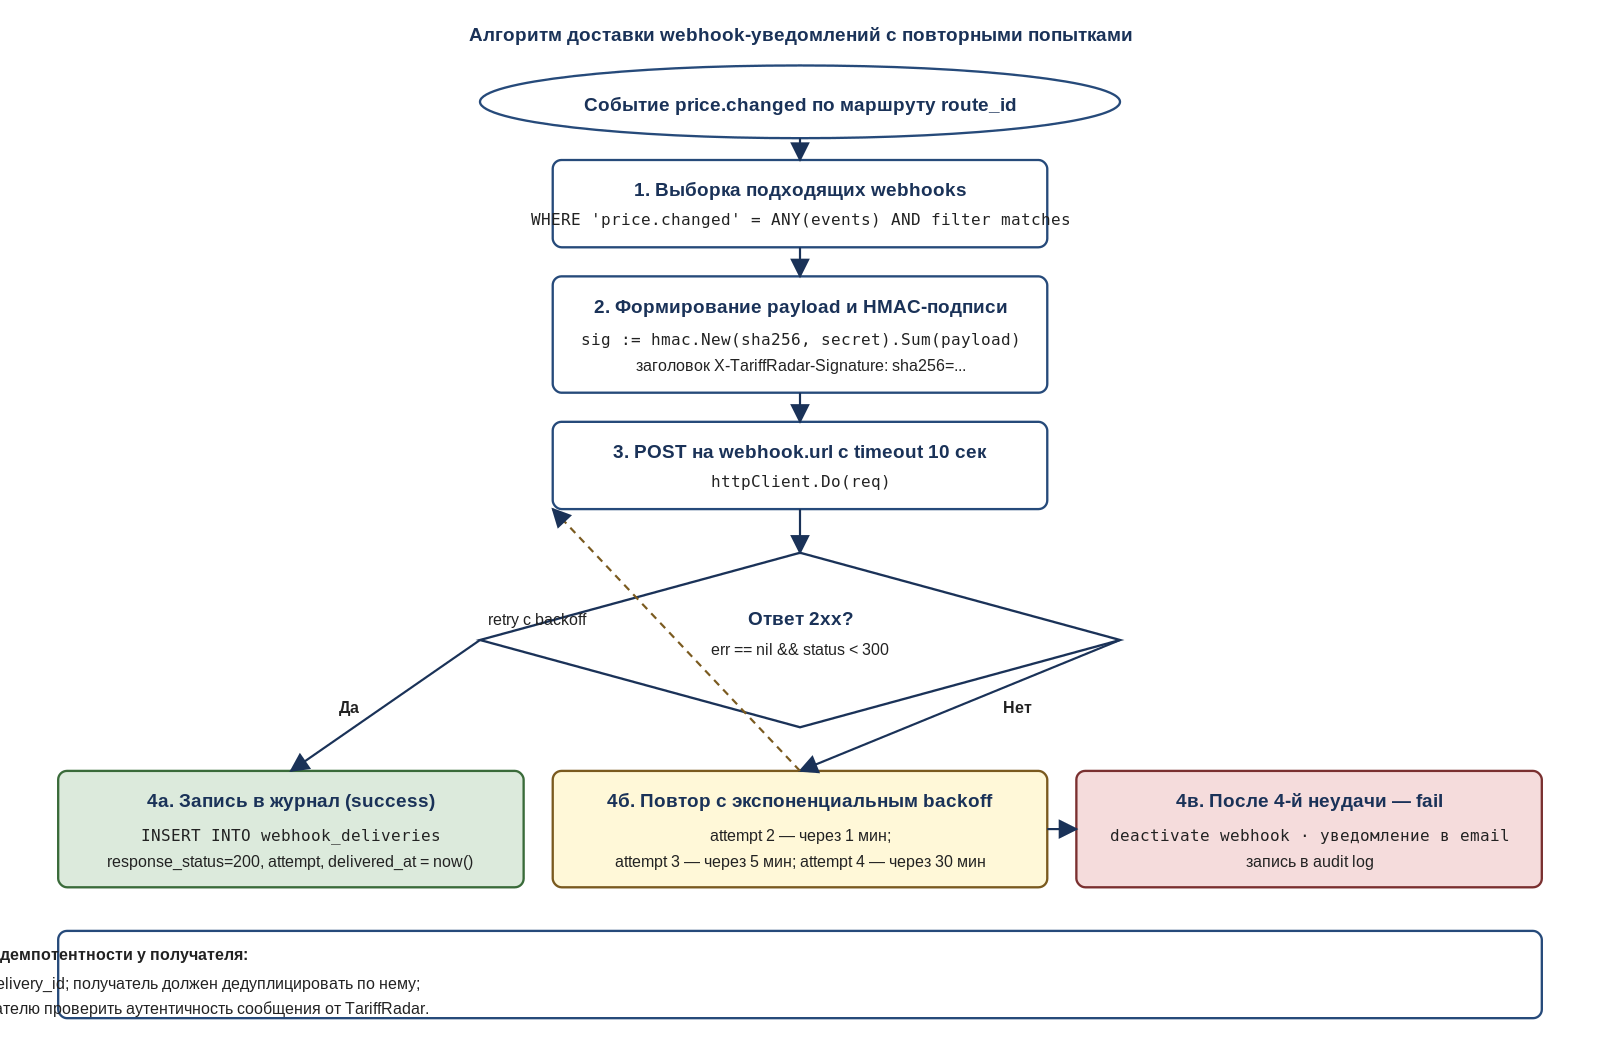 Алгоритм доставки webhook-уведомлений с повторными попытками
Событие price.changed по маршруту route_id
1. Выборка подходящих webhooks
WHERE 'price.changed' = ANY(events) AND filter matches
2. Формирование payload и HMAC-подписи
sig := hmac.New(sha256, secret).Sum(payload)
заголовок X-TariffRadar-Signature: sha256=...
3. POST на webhook.url с timeout 10 сек
httpClient.Do(req)
retry с backoff
Ответ 2xx?
err == nil && status < 300
Да
Нет
4а. Запись в журнал (success)
INSERT INTO webhook_deliveries
response_status=200, attempt, delivered_at = now()
4б. Повтор с экспоненциальным backoff
attempt 2 — через 1 мин;
attempt 3 — через 5 мин; attempt 4 — через 30 мин
4в. После 4-й неудачи — fail
deactivate webhook · уведомление в email
запись в audit log
демпотентности у получателя:
elivery_id; получатель должен дедуплицировать по нему;
ателю проверить аутентичность сообщения от TariffRadar.